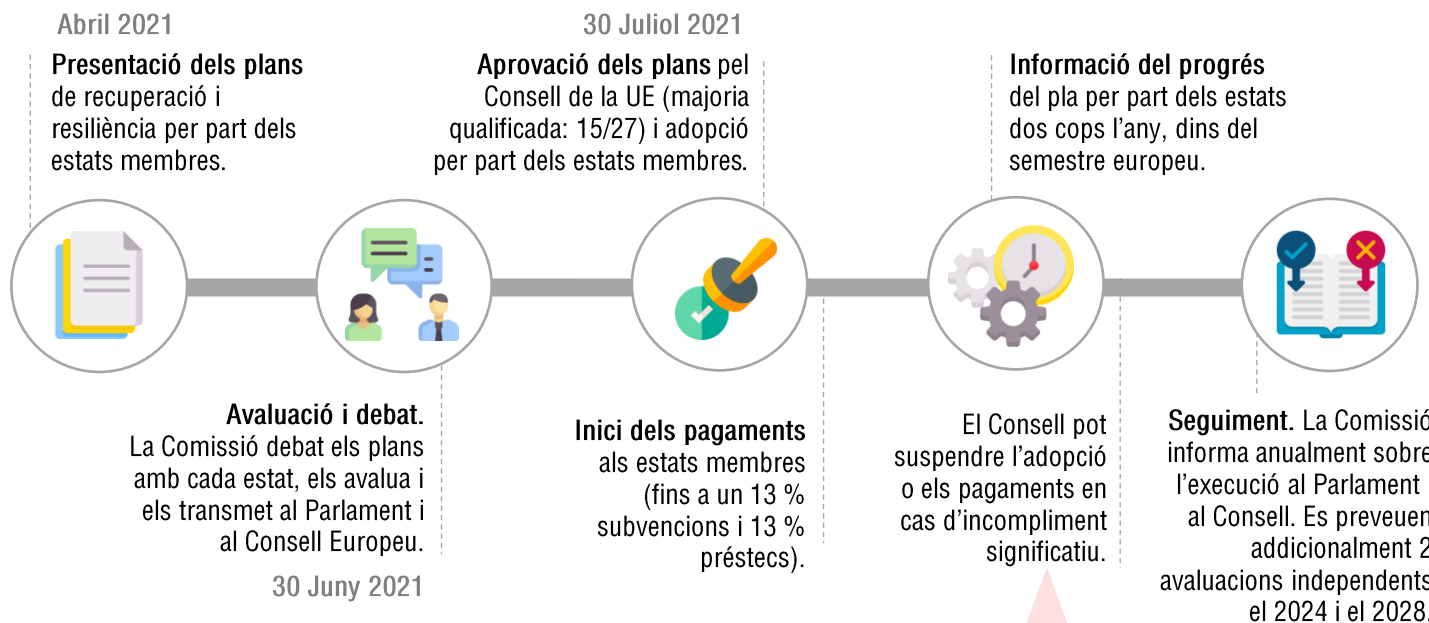 Abril 2021
Presentació dels plans
de recuperació i
resiliència per part dels
estats membres.
Avaluació i debat.
La Comissió debat els plans
amb cada estat, els avalua i
els transmet al Parlament i
al Consell Europeu.
30 Juny 2021
30 Juliol 2021
Aprovació dels plans pel
Consell de la UE (majoria
qualificada: 15/27) i adopció
per part dels estats membres.
Inici dels pagaments
als estats membres
(fins a un 13 %
subvencions i 13 %
préstecs).
Informació del progrés
del pla per part dels estats
dos cops l’any, dins del
semestre europeu.
El Consell pot
suspendre l’adopció
o els pagaments en
cas d’incompliment
significatiu.
Seguiment. La Comissió
informa anualment sobre
l’execució al Parlament
al Consell. Es preveuen
addicionalment 2
avaluacions independents
el 2024 i el 2028.